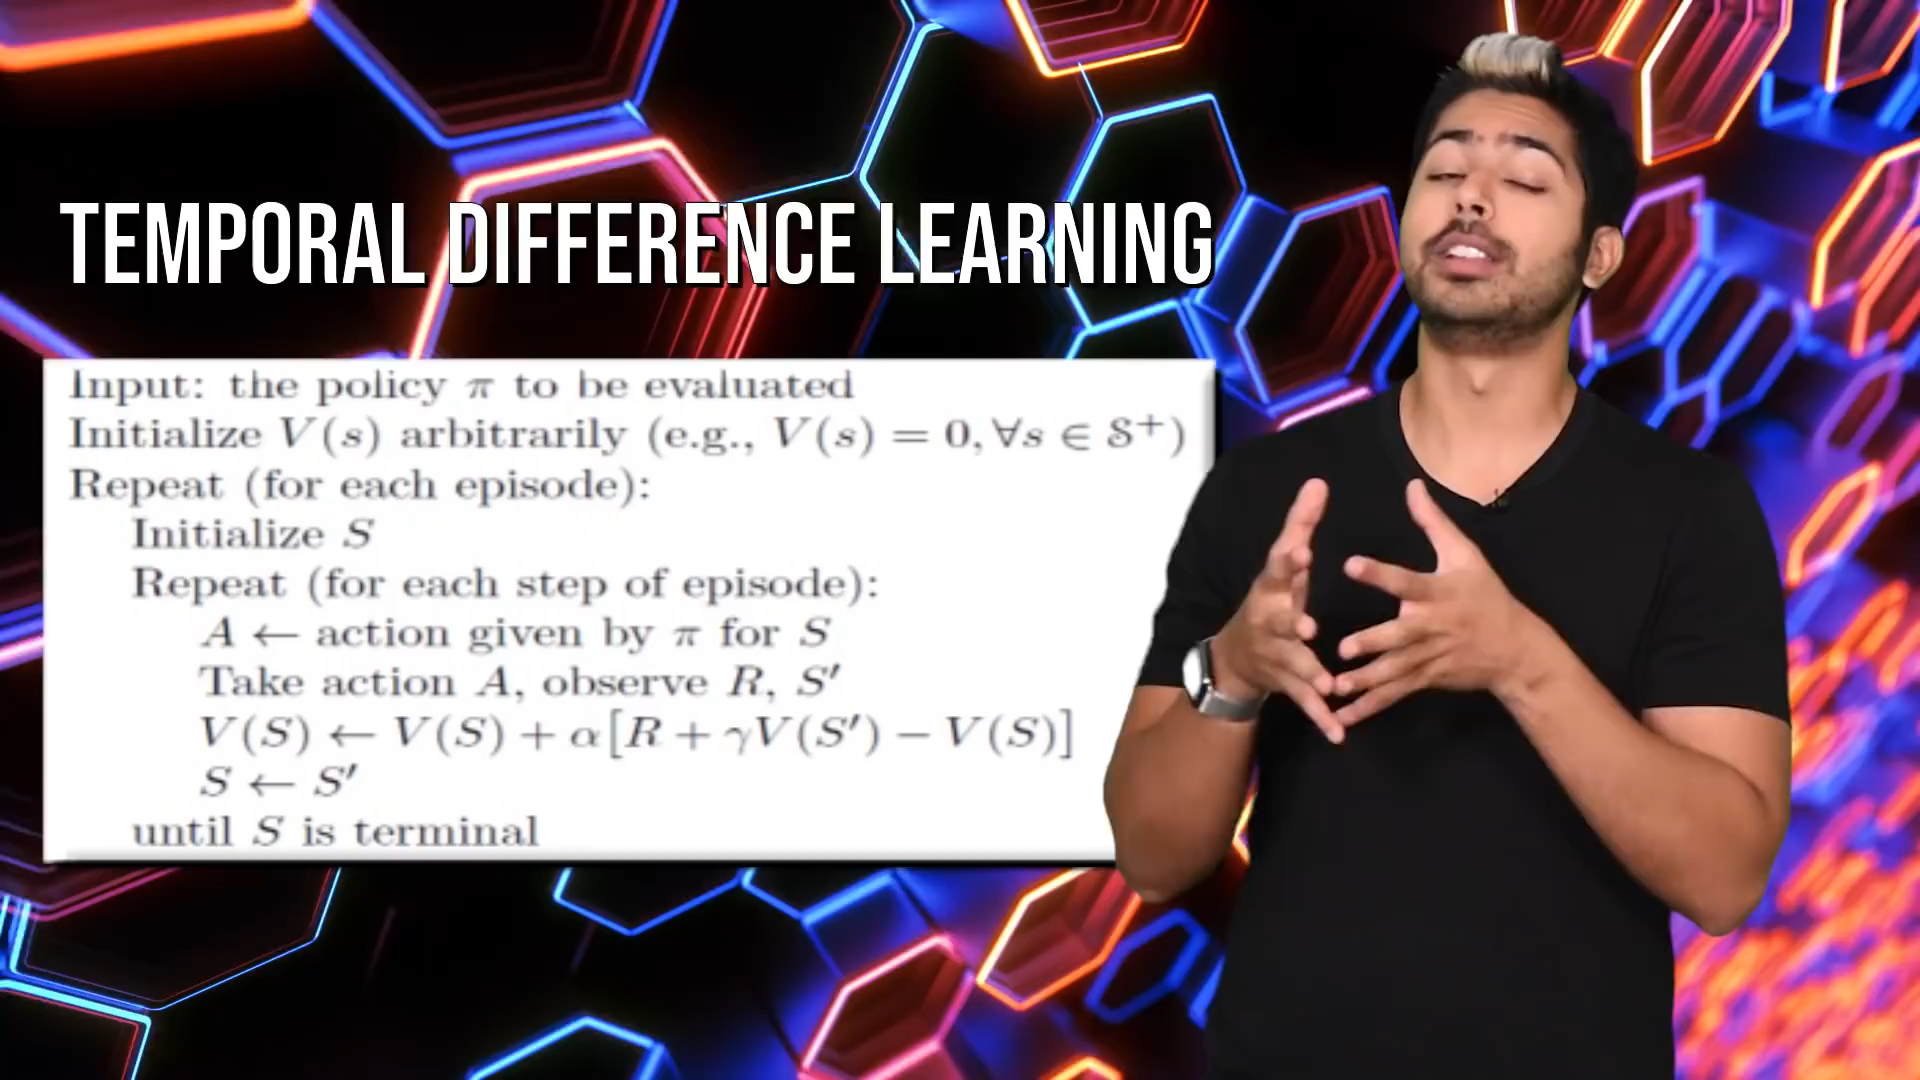 TEMPORAL DIFFERENCE LEARNING
Input: the policy π to be evaluated
Initialize V(s) arbitrarily (e.g., V(s) = 0, ∀s ∈ 𝒮⁺)
Repeat (for each episode):
Initialize S
Repeat (for each step of episode):
A ← action given by π for S
Take action A, observe R, S′
V(S) ← V(S) + α[R + γV(S′) − V(S)]
S ← S′
until S is terminal